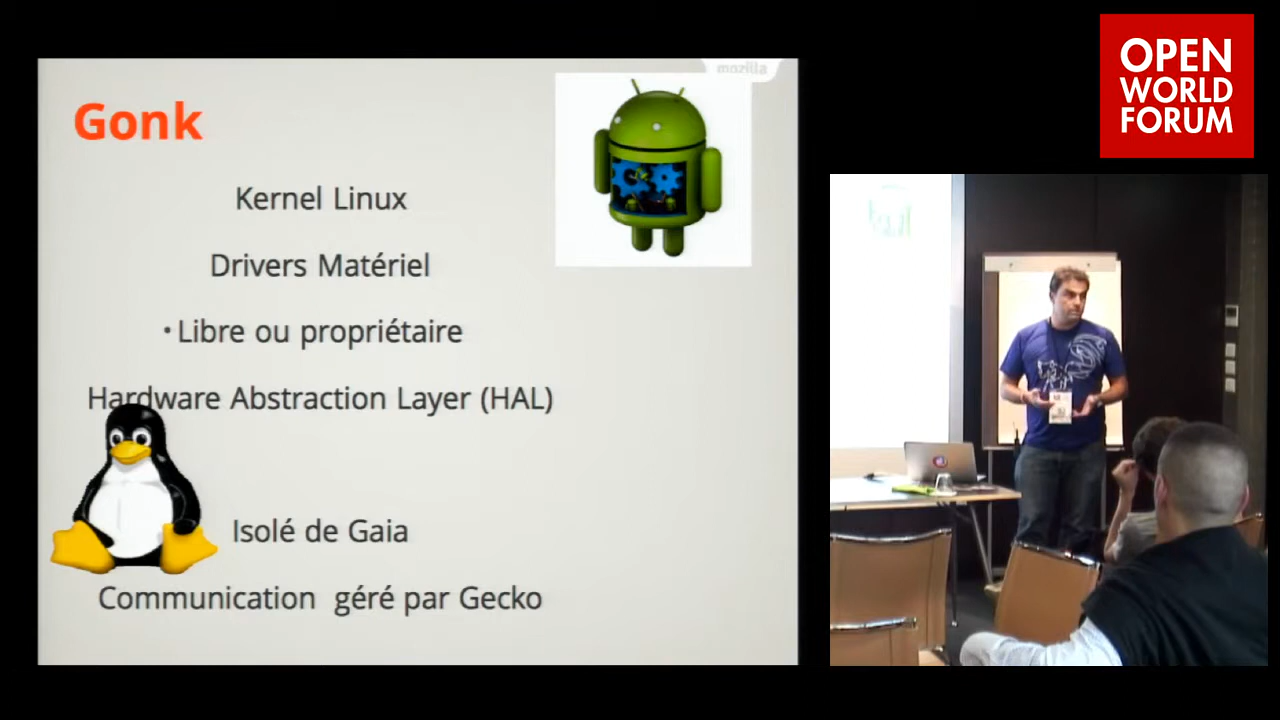 mozilla
Gonk
Kernel Linux
Drivers Matériel
• Libre ou propriétaire
Hardware Abstraction Layer (HAL)
Isolé de Gaia
Communication géré par Gecko
OPEN
WORLD
FORUM